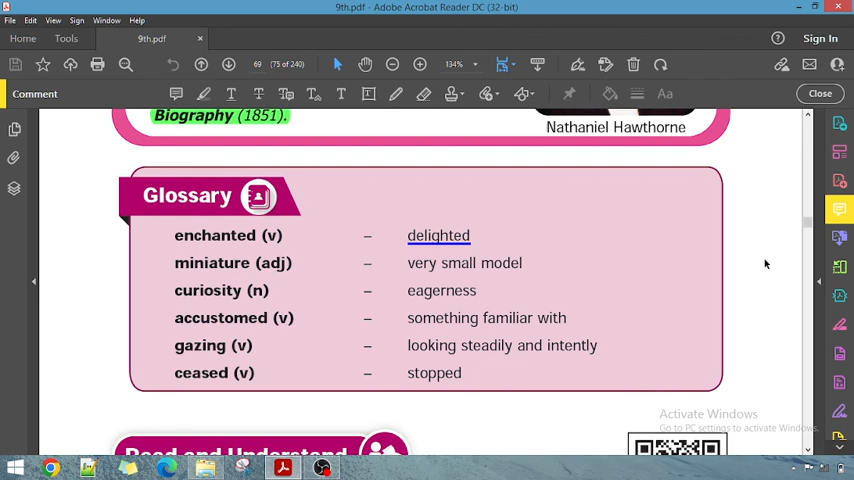 9th.pdf - Adobe Acrobat Reader DC (32-bit)
File Edit View Sign Window Help
Home Tools 9th.pdf × Sign In
69 (75 of 240) 134%
Comment Aa Close
Biography (1851).
Nathaniel Hawthorne
Glossary
enchanted (v) – delighted
miniature (adj) – very small model
curiosity (n) – eagerness
accustomed (v) – something familiar with
gazing (v) – looking steadily and intently
ceased (v) – stopped
Activate Windows
Go to PC settings to activate Windows.
Read and Understand